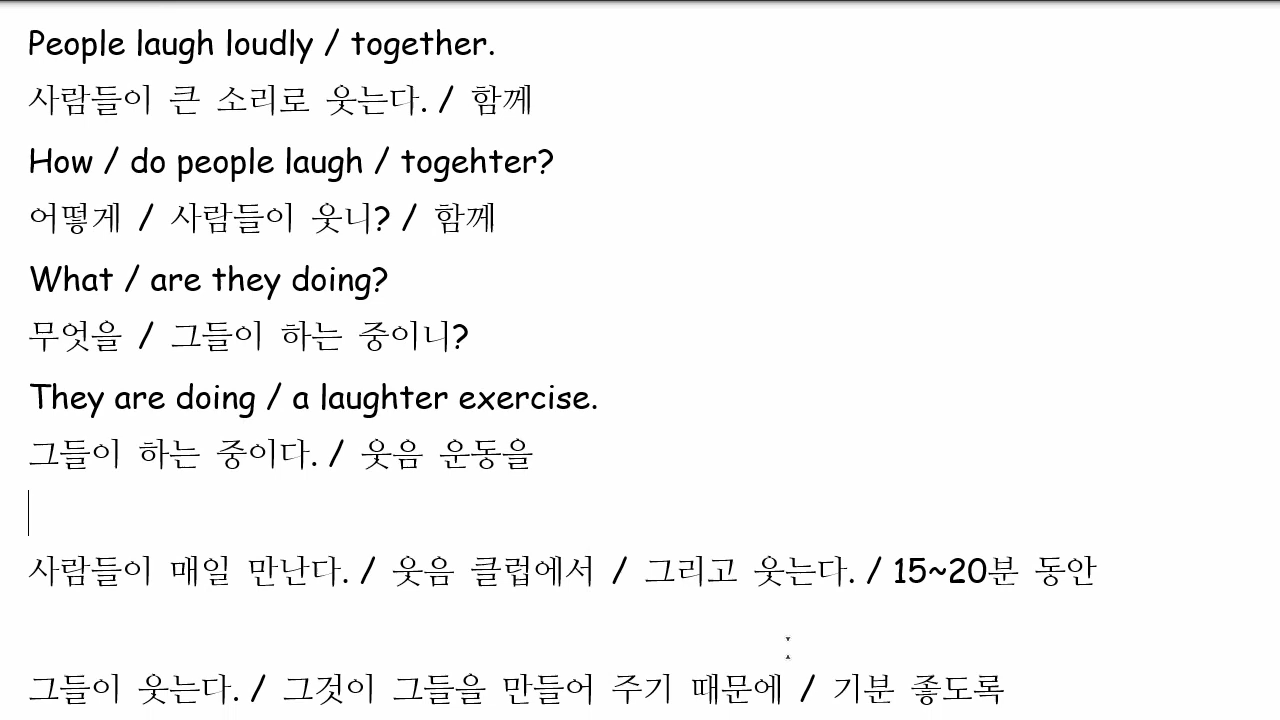 People laugh loudly / together.
사람들이 큰 소리로 웃는다. / 함께
How / do people laugh / togehter?
어떻게 / 사람들이 웃니? / 함께
What / are they doing?
무엇을 / 그들이 하는 중이니?
They are doing / a laughter exercise.
그들이 하는 중이다. / 웃음 운동을
사람들이 매일 만난다. / 웃음 클럽에서 / 그리고 웃는다. / 15~20분 동안
그들이 웃는다. / 그것이 그들을 만들어 주기 때문에 / 기분 좋도록